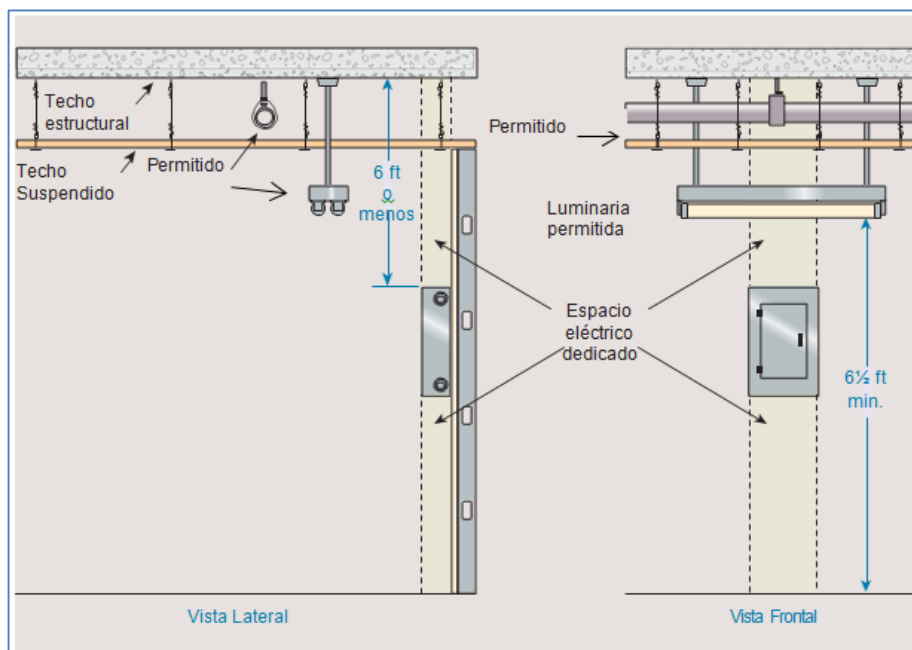 Techo
estructural
Techo
Suspendido
Permitido
6 ft
o
menos
Permitido
Luminaria
permitida
Espacio
eléctrico
dedicado
6½ ft
min.
Vista Lateral
Vista Frontal